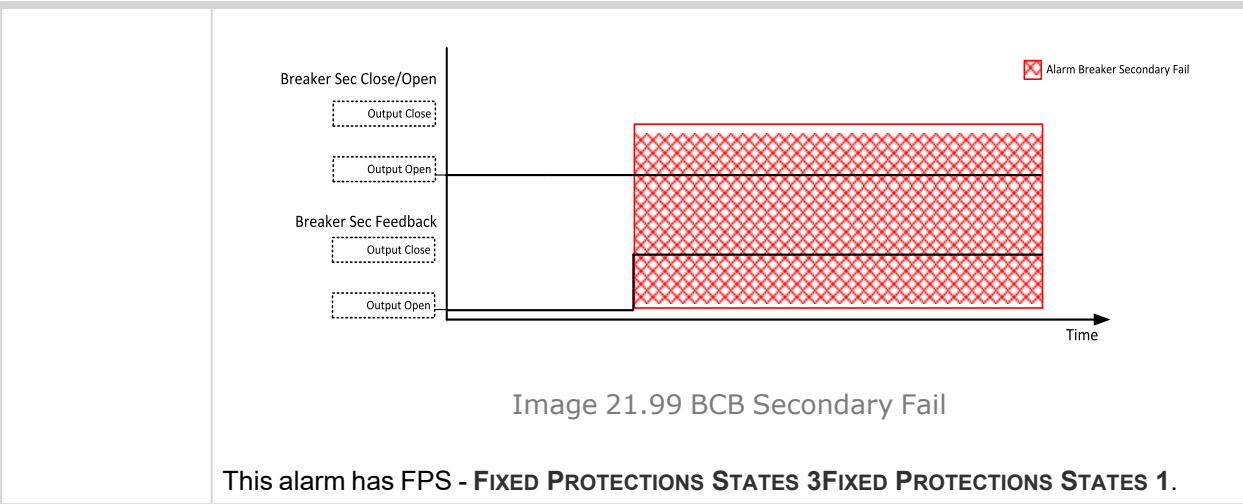 Breaker Sec Close/Open
Alarm Breaker Secondary Fail
Output Close
Output Open
Breaker Sec Feedback
Output Close
Output Open
Time
Image 21.99 BCB Secondary Fail
This alarm has FPS - FIXED PROTECTIONS STATES 3FIXED PROTECTIONS STATES 1.